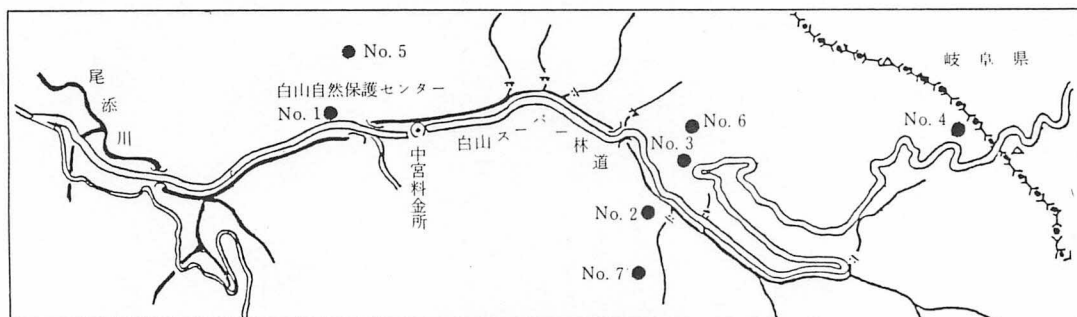 No. 5
岐阜県
尾添川
白山自然保護センター
No. 1
No. 6
No. 4
白山スーパー林道
No. 3
中宮料金所
No. 2
No. 7